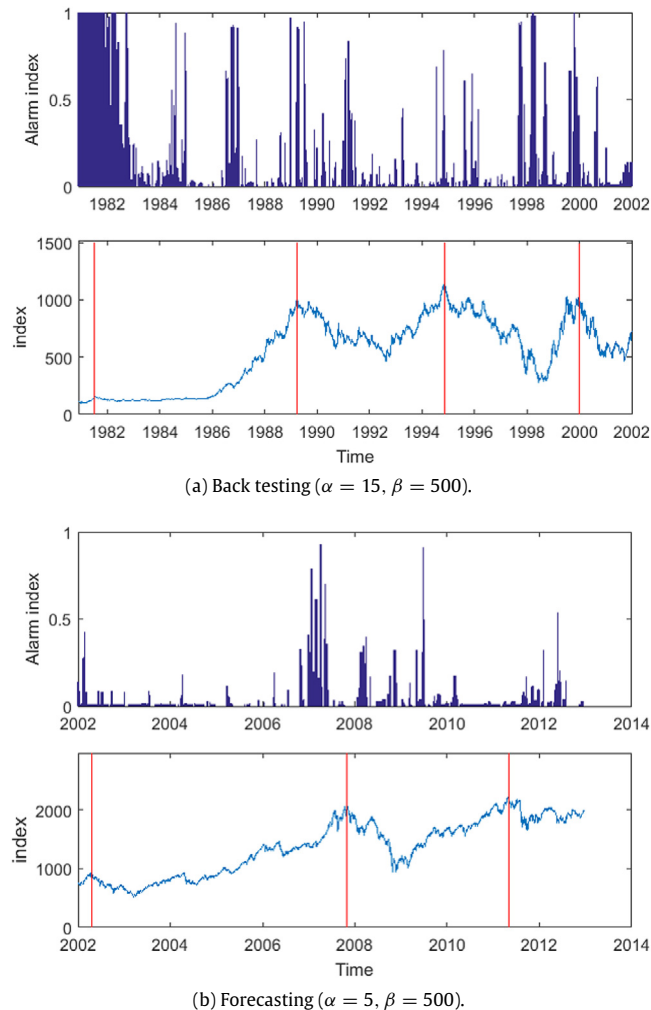 1
Alarm index
0.5
0
1982 1984 1986 1988 1990 1992 1994 1996 1998 2000 2002
1500
index
1000
500
0
1982 1984 1986 1988 1990 1992 1994 1996 1998 2000 2002
Time
(a) Back testing (α = 15, β = 500).
1
Alarm index
0.5
0
2002 2004 2006 2008 2010 2012 2014
2000
index
1000
0
2002 2004 2006 2008 2010 2012 2014
Time
(b) Forecasting (α = 5, β = 500).